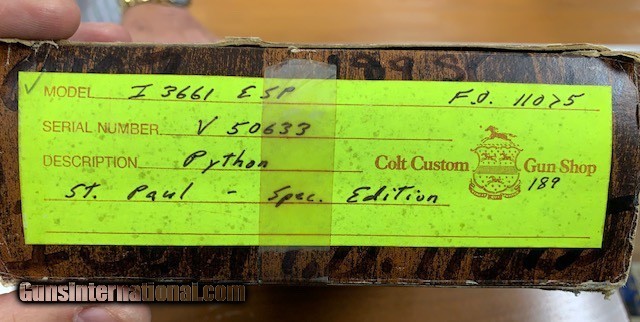 MODEL I 3661 ESP F.O. 11075
SERIAL NUMBER V 50633
DESCRIPTION Python
Colt Custom Gun Shop
189
St. Paul - Spec. Edition
GunsInternational.com